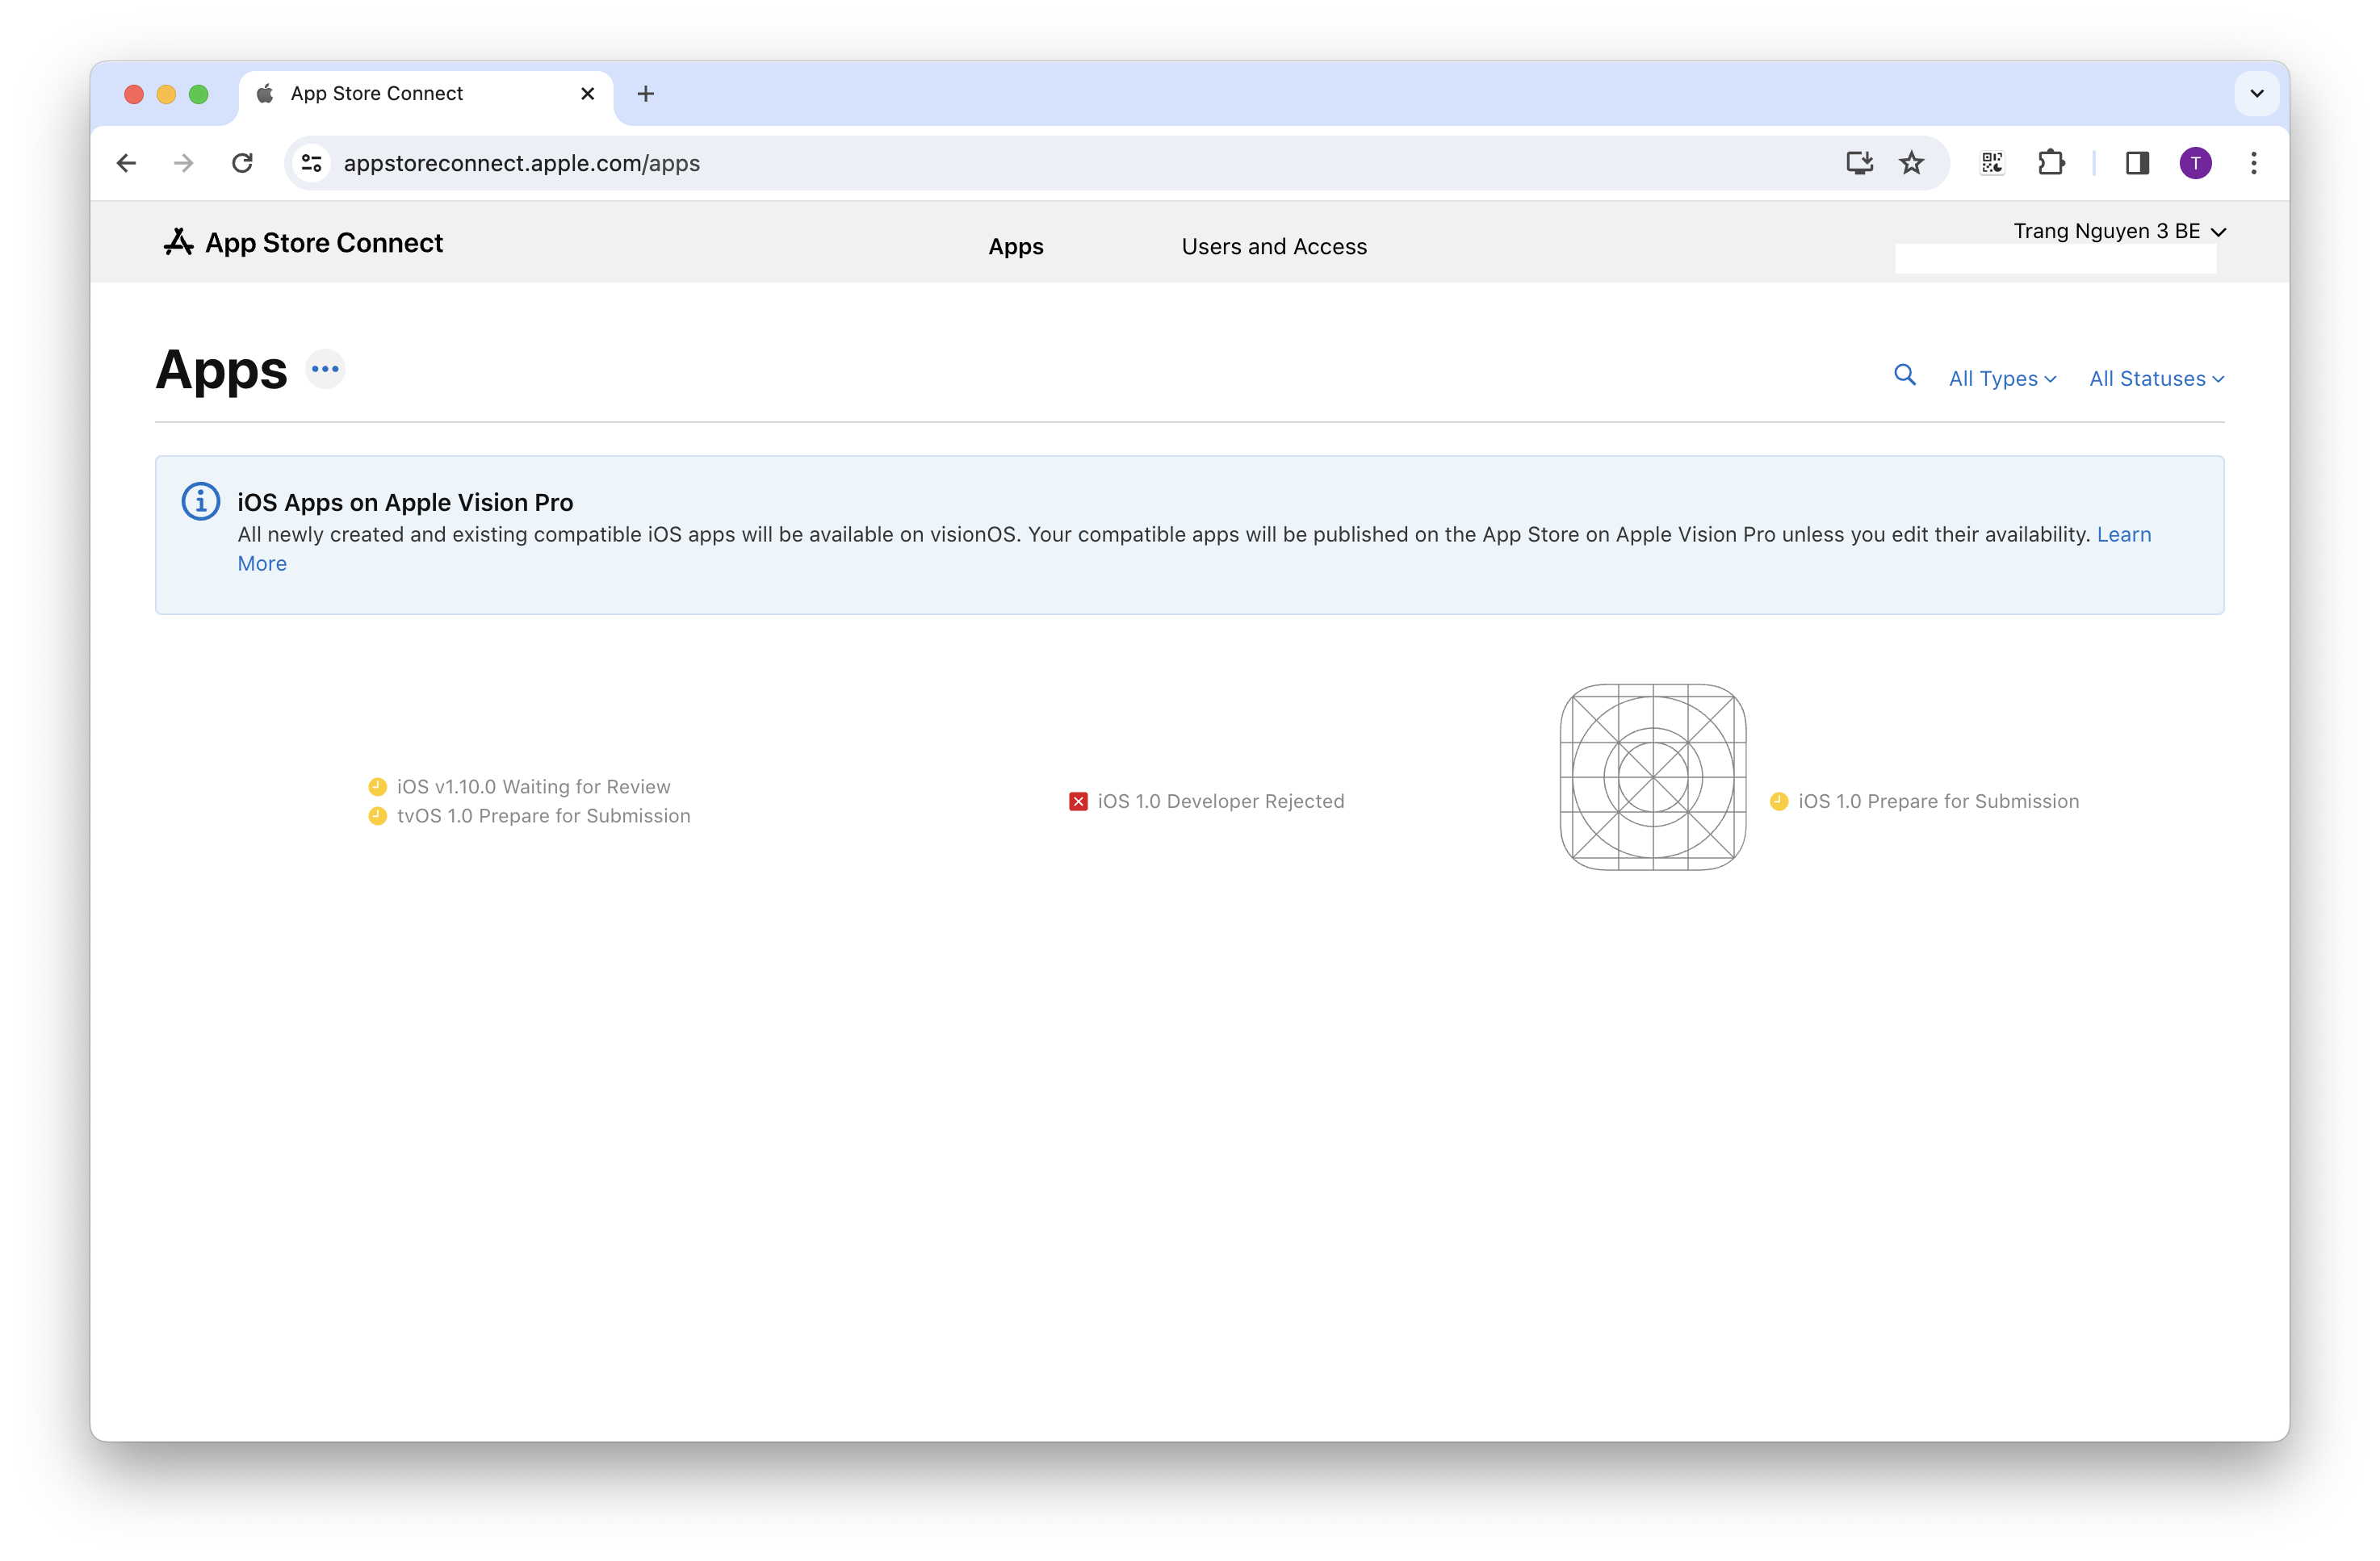 App Store Connect
appstoreconnect.apple.com/apps
T
App Store Connect
Apps
Users and Access
Trang Nguyen 3 BE
Apps
All Types
All Statuses
iOS Apps on Apple Vision Pro
All newly created and existing compatible iOS apps will be available on visionOS. Your compatible apps will be published on the App Store on Apple Vision Pro unless you edit their availability. Learn
More
iOS v1.10.0 Waiting for Review
tvOS 1.0 Prepare for Submission
iOS 1.0 Developer Rejected
iOS 1.0 Prepare for Submission